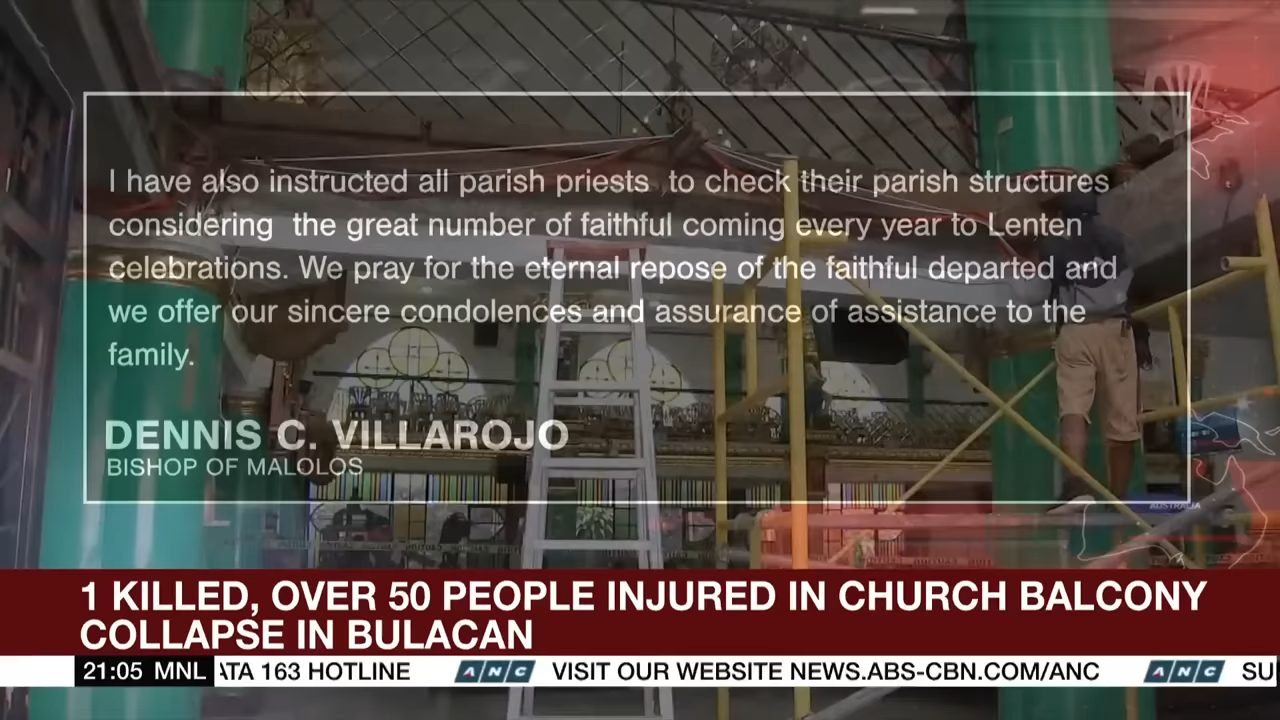 I have also instructed all parish priests to check their parish structures
considering the great number of faithful coming every year to Lenten
celebrations. We pray for the eternal repose of the faithful departed and
we offer our sincere condolences and assurance of assistance to the
family.
DENNIS C. VILLAROJO
BISHOP OF MALOLOS
AUSTRALIA
1 KILLED, OVER 50 PEOPLE INJURED IN CHURCH BALCONY
COLLAPSE IN BULACAN
21:05 MNL ATA 163 HOTLINE ANC VISIT OUR WEBSITE NEWS.ABS-CBN.COM/ANC ANC SU